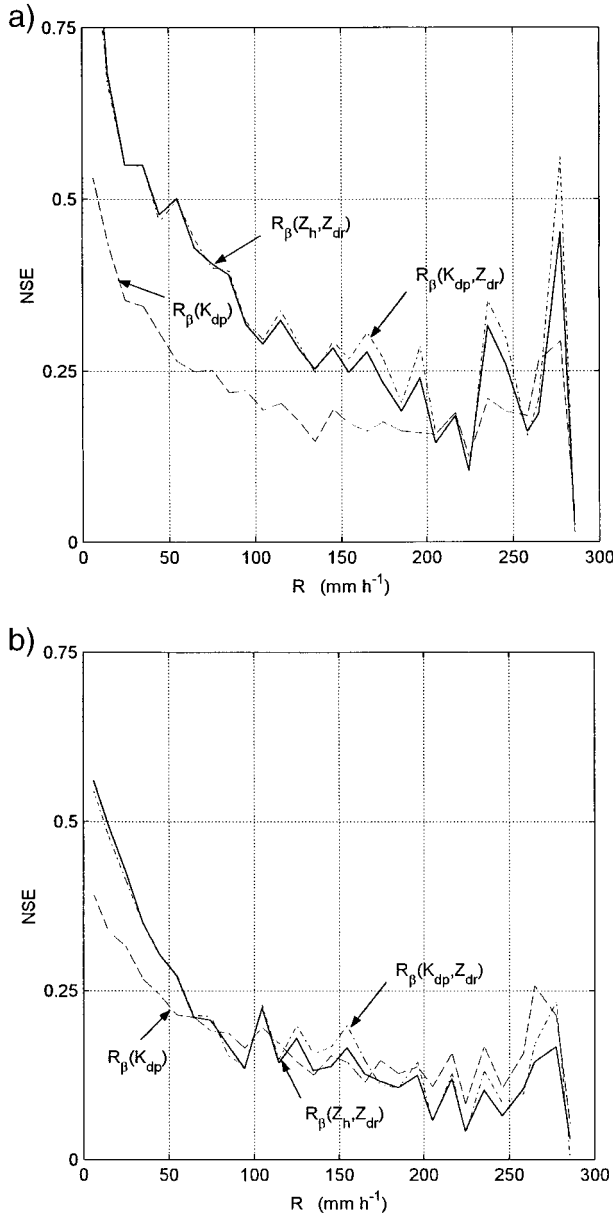 a)
0.75
0.5
0.25
0
NSE
R_β(Z_h,Z_dr)
R_β(K_dp,Z_dr)
R_β(K_dp)
0 50 100 150 200 250 300
R (mm h⁻¹)
b)
0.75
0.5
0.25
0
NSE
R_β(K_dp,Z_dr)
R_β(K_dp)
R_β(Z_h,Z_dr)
0 50 100 150 200 250 300
R (mm h⁻¹)